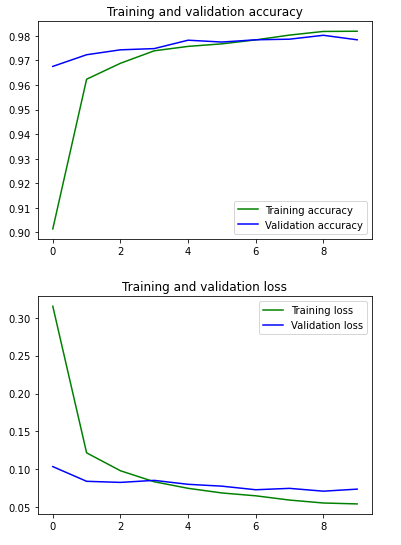 Training and validation accuracy
0.98
0.97
0.96
0.95
0.94
0.93
0.92
0.91
0.90
Training accuracy
Validation accuracy
0 2 4 6 8
Training and validation loss
Training loss
Validation loss
0.30
0.25
0.20
0.15
0.10
0.05
0 2 4 6 8